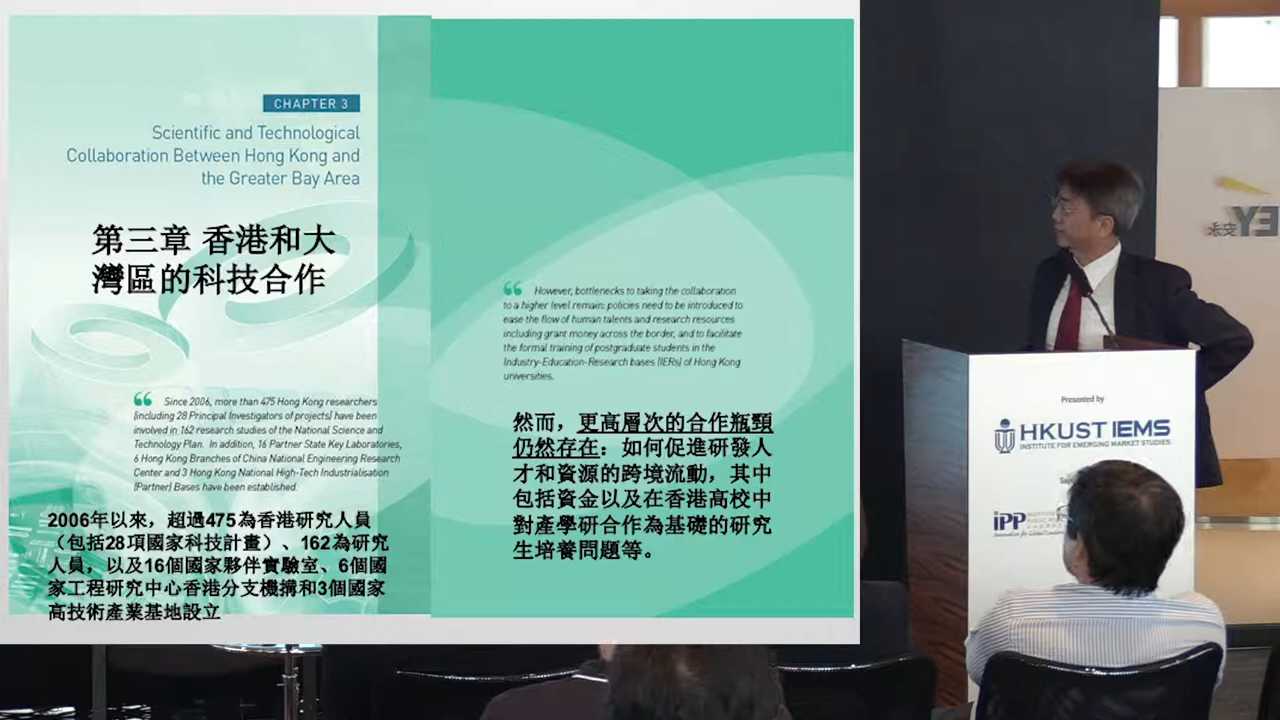 CHAPTER 3
Scientific and Technological
Collaboration Between Hong Kong and
the Greater Bay Area
第三章 香港和大
灣區的科技合作
Since 2006, more than 475 Hong Kong researchers
(including 28 Principal Investigators of projects) have been
involved in 162 research studies of the National Science and
Technology Plan. In addition, 16 Partner State Key Laboratories,
6 Hong Kong Branches of China National Engineering Research
Center and 3 Hong Kong National High-Tech Industrialisation
(Partner) Bases have been established.
2006年以來，超過475為香港研究人員
（包括28項國家科技計畫）、162為研究
人員，以及16個國家夥伴實驗室、6個國
家工程研究中心香港分支機搆和3個國家
高技術產業基地設立
However, bottlenecks to taking the collaboration
to a higher level remain: policies need to be introduced to
ease the flow of human talents and research resources
including grant money across the border, and to facilitate
the formal training of postgraduate students in the
Industry-Education-Research bases (IERs) of Hong Kong
universities.
然而，更高層次的合作瓶頸
仍然存在：如何促進研發人
才和資源的跨境流動，其中
包括資金以及在香港高校中
對產學研合作為基礎的研究
生培養問題等。
EY
安永
Presented by
HKUST IEMS
INSTITUTE FOR EMERGING MARKET STUDIES
iPP